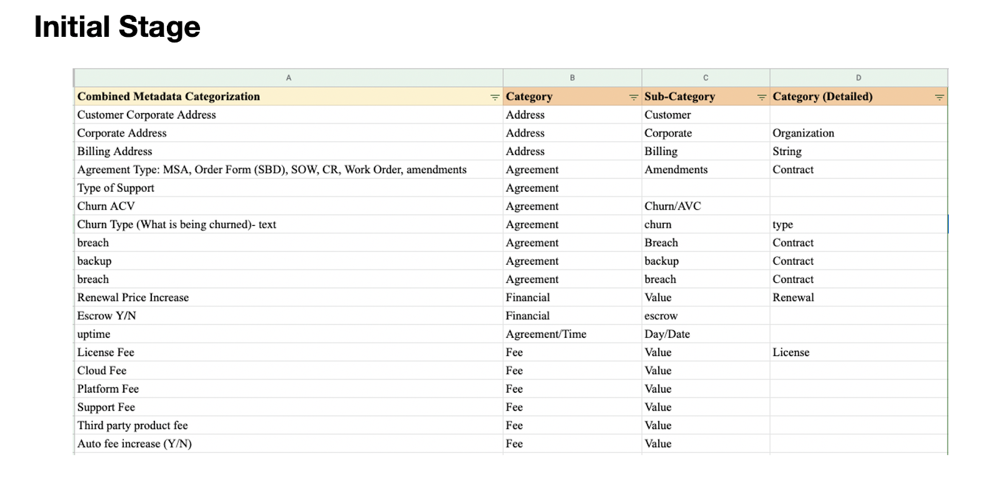 Initial Stage
A B C D
Combined Metadata Categorization Category Sub-Category Category (Detailed)
Customer Corporate Address Address Customer
Corporate Address Address Corporate Organization
Billing Address Address Billing String
Agreement Type: MSA, Order Form (SBD), SOW, CR, Work Order, amendments Agreement Amendments Contract
Type of Support Agreement
Churn ACV Agreement Churn/AVC
Churn Type (What is being churned)- text Agreement churn type
breach Agreement Breach Contract
backup Agreement backup Contract
breach Agreement breach Contract
Renewal Price Increase Financial Value Renewal
Escrow Y/N Financial escrow
uptime Agreement/Time Day/Date
License Fee Fee Value License
Cloud Fee Fee Value
Platform Fee Fee Value
Support Fee Fee Value
Third party product fee Fee Value
Auto fee increase (Y/N) Fee Value